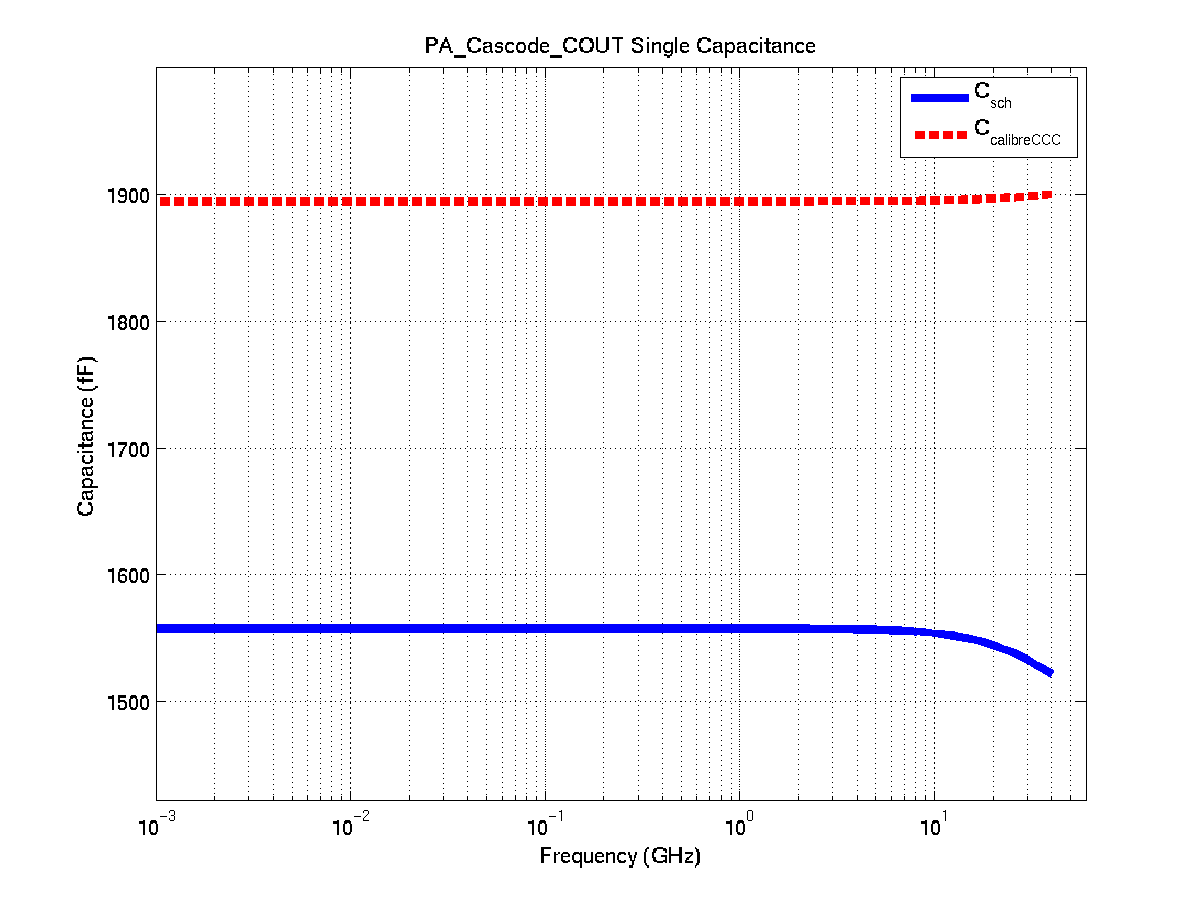 PA_Cascode_COUT Single Capacitance
C_sch
C_calibreCCC
1900
1800
1700
1600
1500
Capacitance (fF)
10^-3 10^-2 10^-1 10^0 10^1
Frequency (GHz)